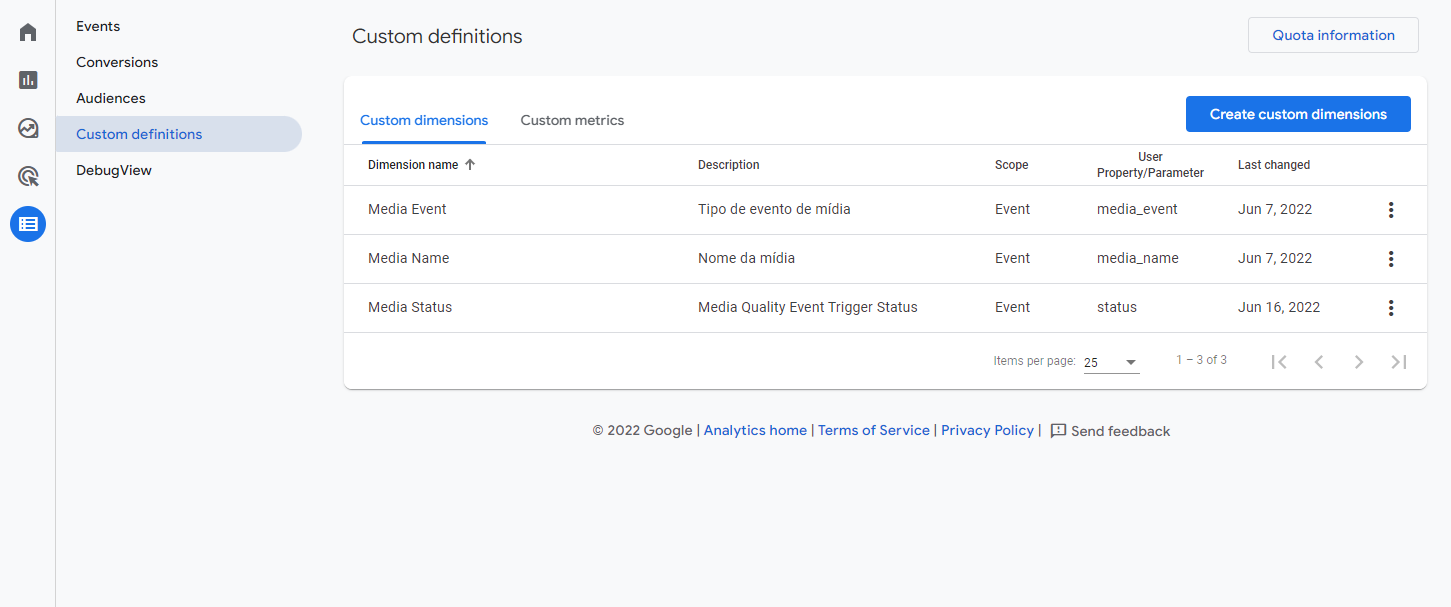 Events
Conversions
Audiences
Custom definitions
DebugView
Custom definitions
Quota information
Custom dimensions Custom metrics
Create custom dimensions
Dimension name Description Scope User Property/Parameter Last changed
Media Event Tipo de evento de mídia Event media_event Jun 7, 2022
Media Name Nome da mídia Event media_name Jun 7, 2022
Media Status Media Quality Event Trigger Status Event status Jun 16, 2022
Items per page: 25 1 – 3 of 3
© 2022 Google | Analytics home | Terms of Service | Privacy Policy | Send feedback